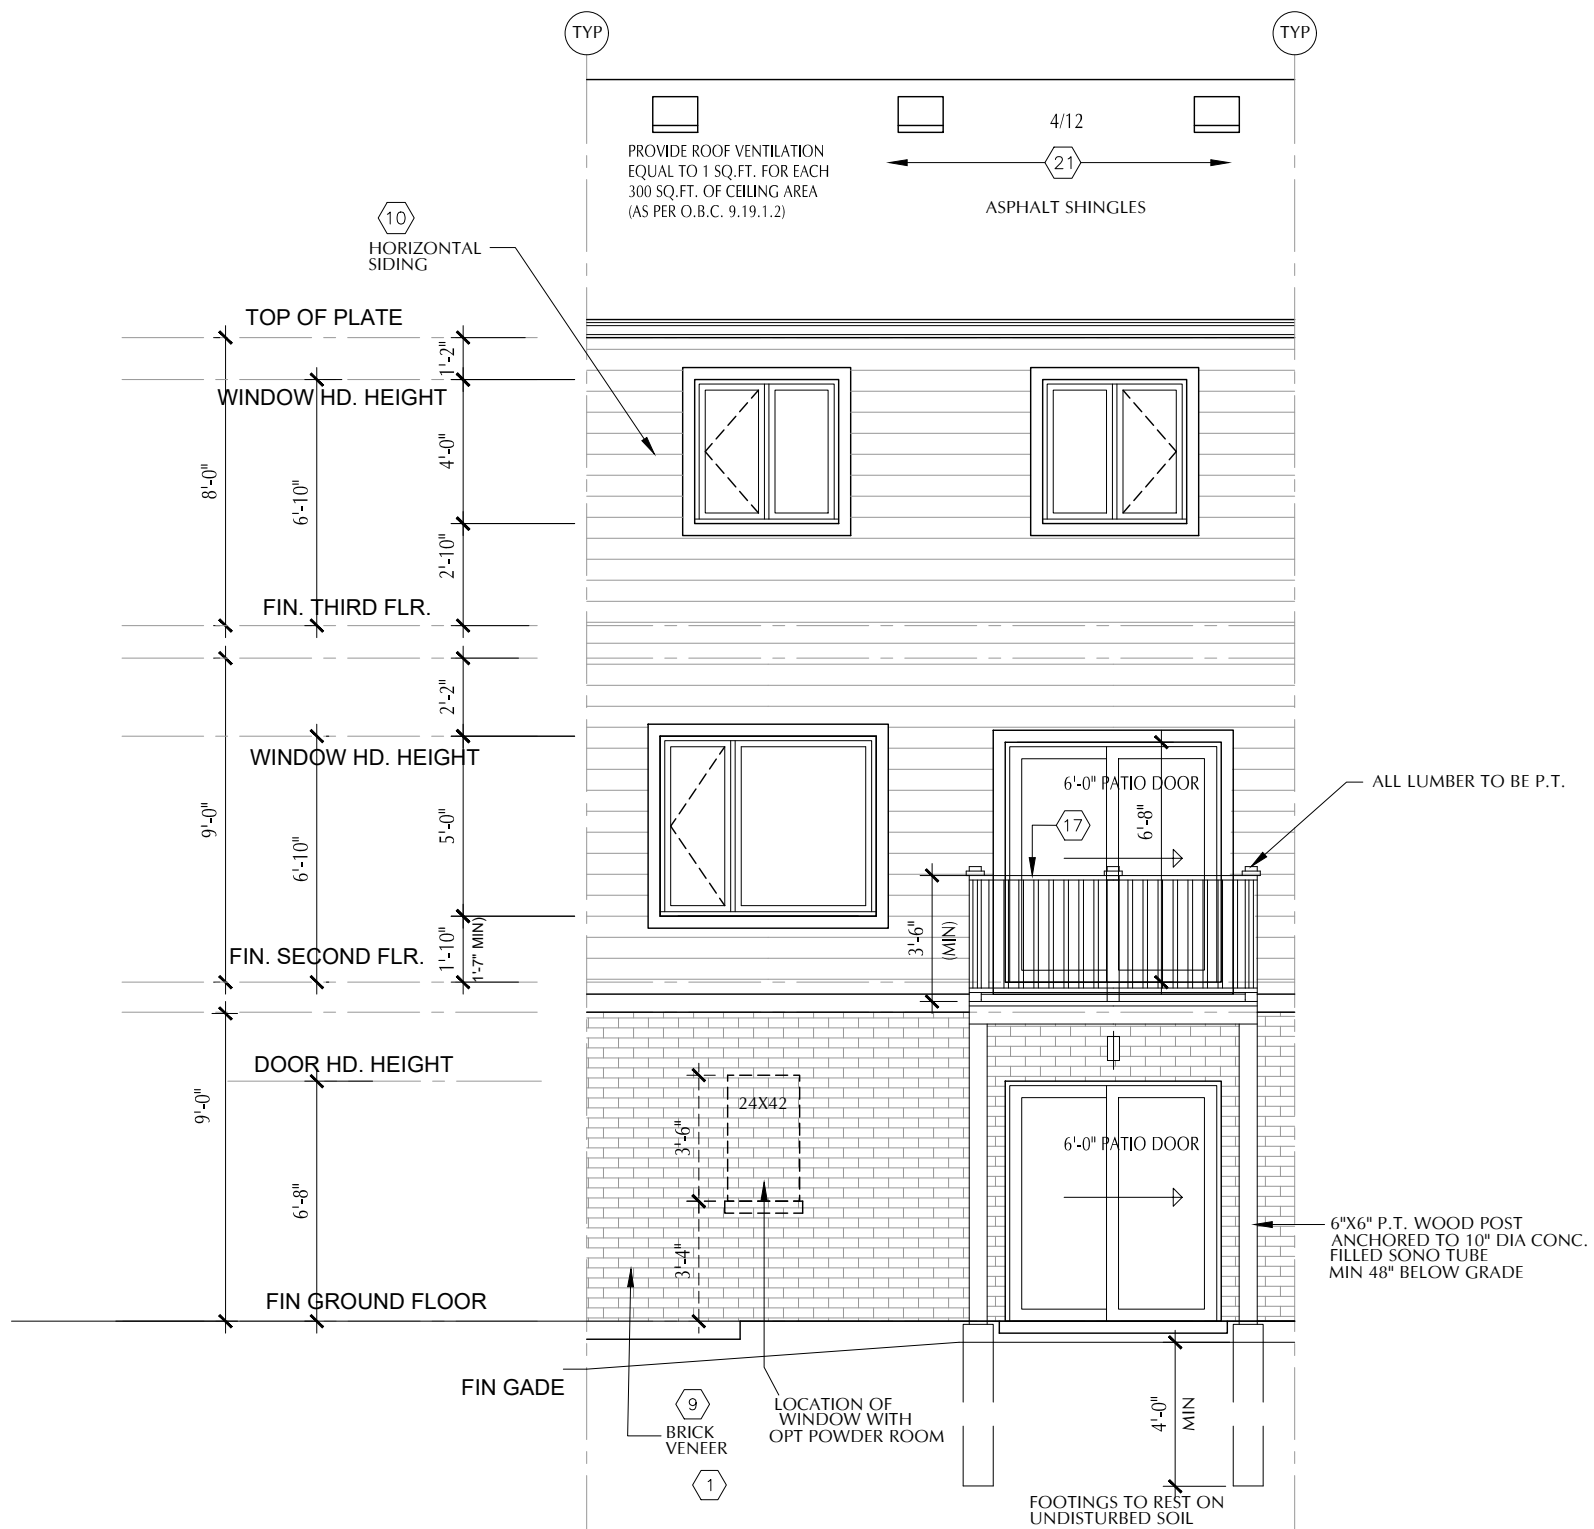 TYP
TYP
4/12
PROVIDE ROOF VENTILATION
EQUAL TO 1 SQ.FT. FOR EACH
300 SQ.FT. OF CEILING AREA
(AS PER O.B.C. 9.19.1.2)
21
ASPHALT SHINGLES
10
HORIZONTAL
SIDING
TOP OF PLATE
1'-2"
WINDOW HD. HEIGHT
4'-0"
8'-0"
6'-10"
2'-10"
FIN. THIRD FLR.
2'-2"
WINDOW HD. HEIGHT
6'-0" PATIO DOOR
ALL LUMBER TO BE P.T.
17
6'-8"
9'-0"
5'-0"
6'-10"
3'-6"
(MIN)
1'-10"
1'-7" MIN)
FIN. SECOND FLR.
DOOR HD. HEIGHT
9'-0"
24X42
3'-6"
6'-0" PATIO DOOR
6'-8"
3'-4"
6"X6" P.T. WOOD POST
ANCHORED TO 10" DIA CONC.
FILLED SONO TUBE
MIN 48" BELOW GRADE
FIN GROUND FLOOR
FIN GADE
9
BRICK
VENEER
1
LOCATION OF
WINDOW WITH
OPT POWDER ROOM
4'-0"
MIN
FOOTINGS TO REST ON
UNDISTURBED SOIL